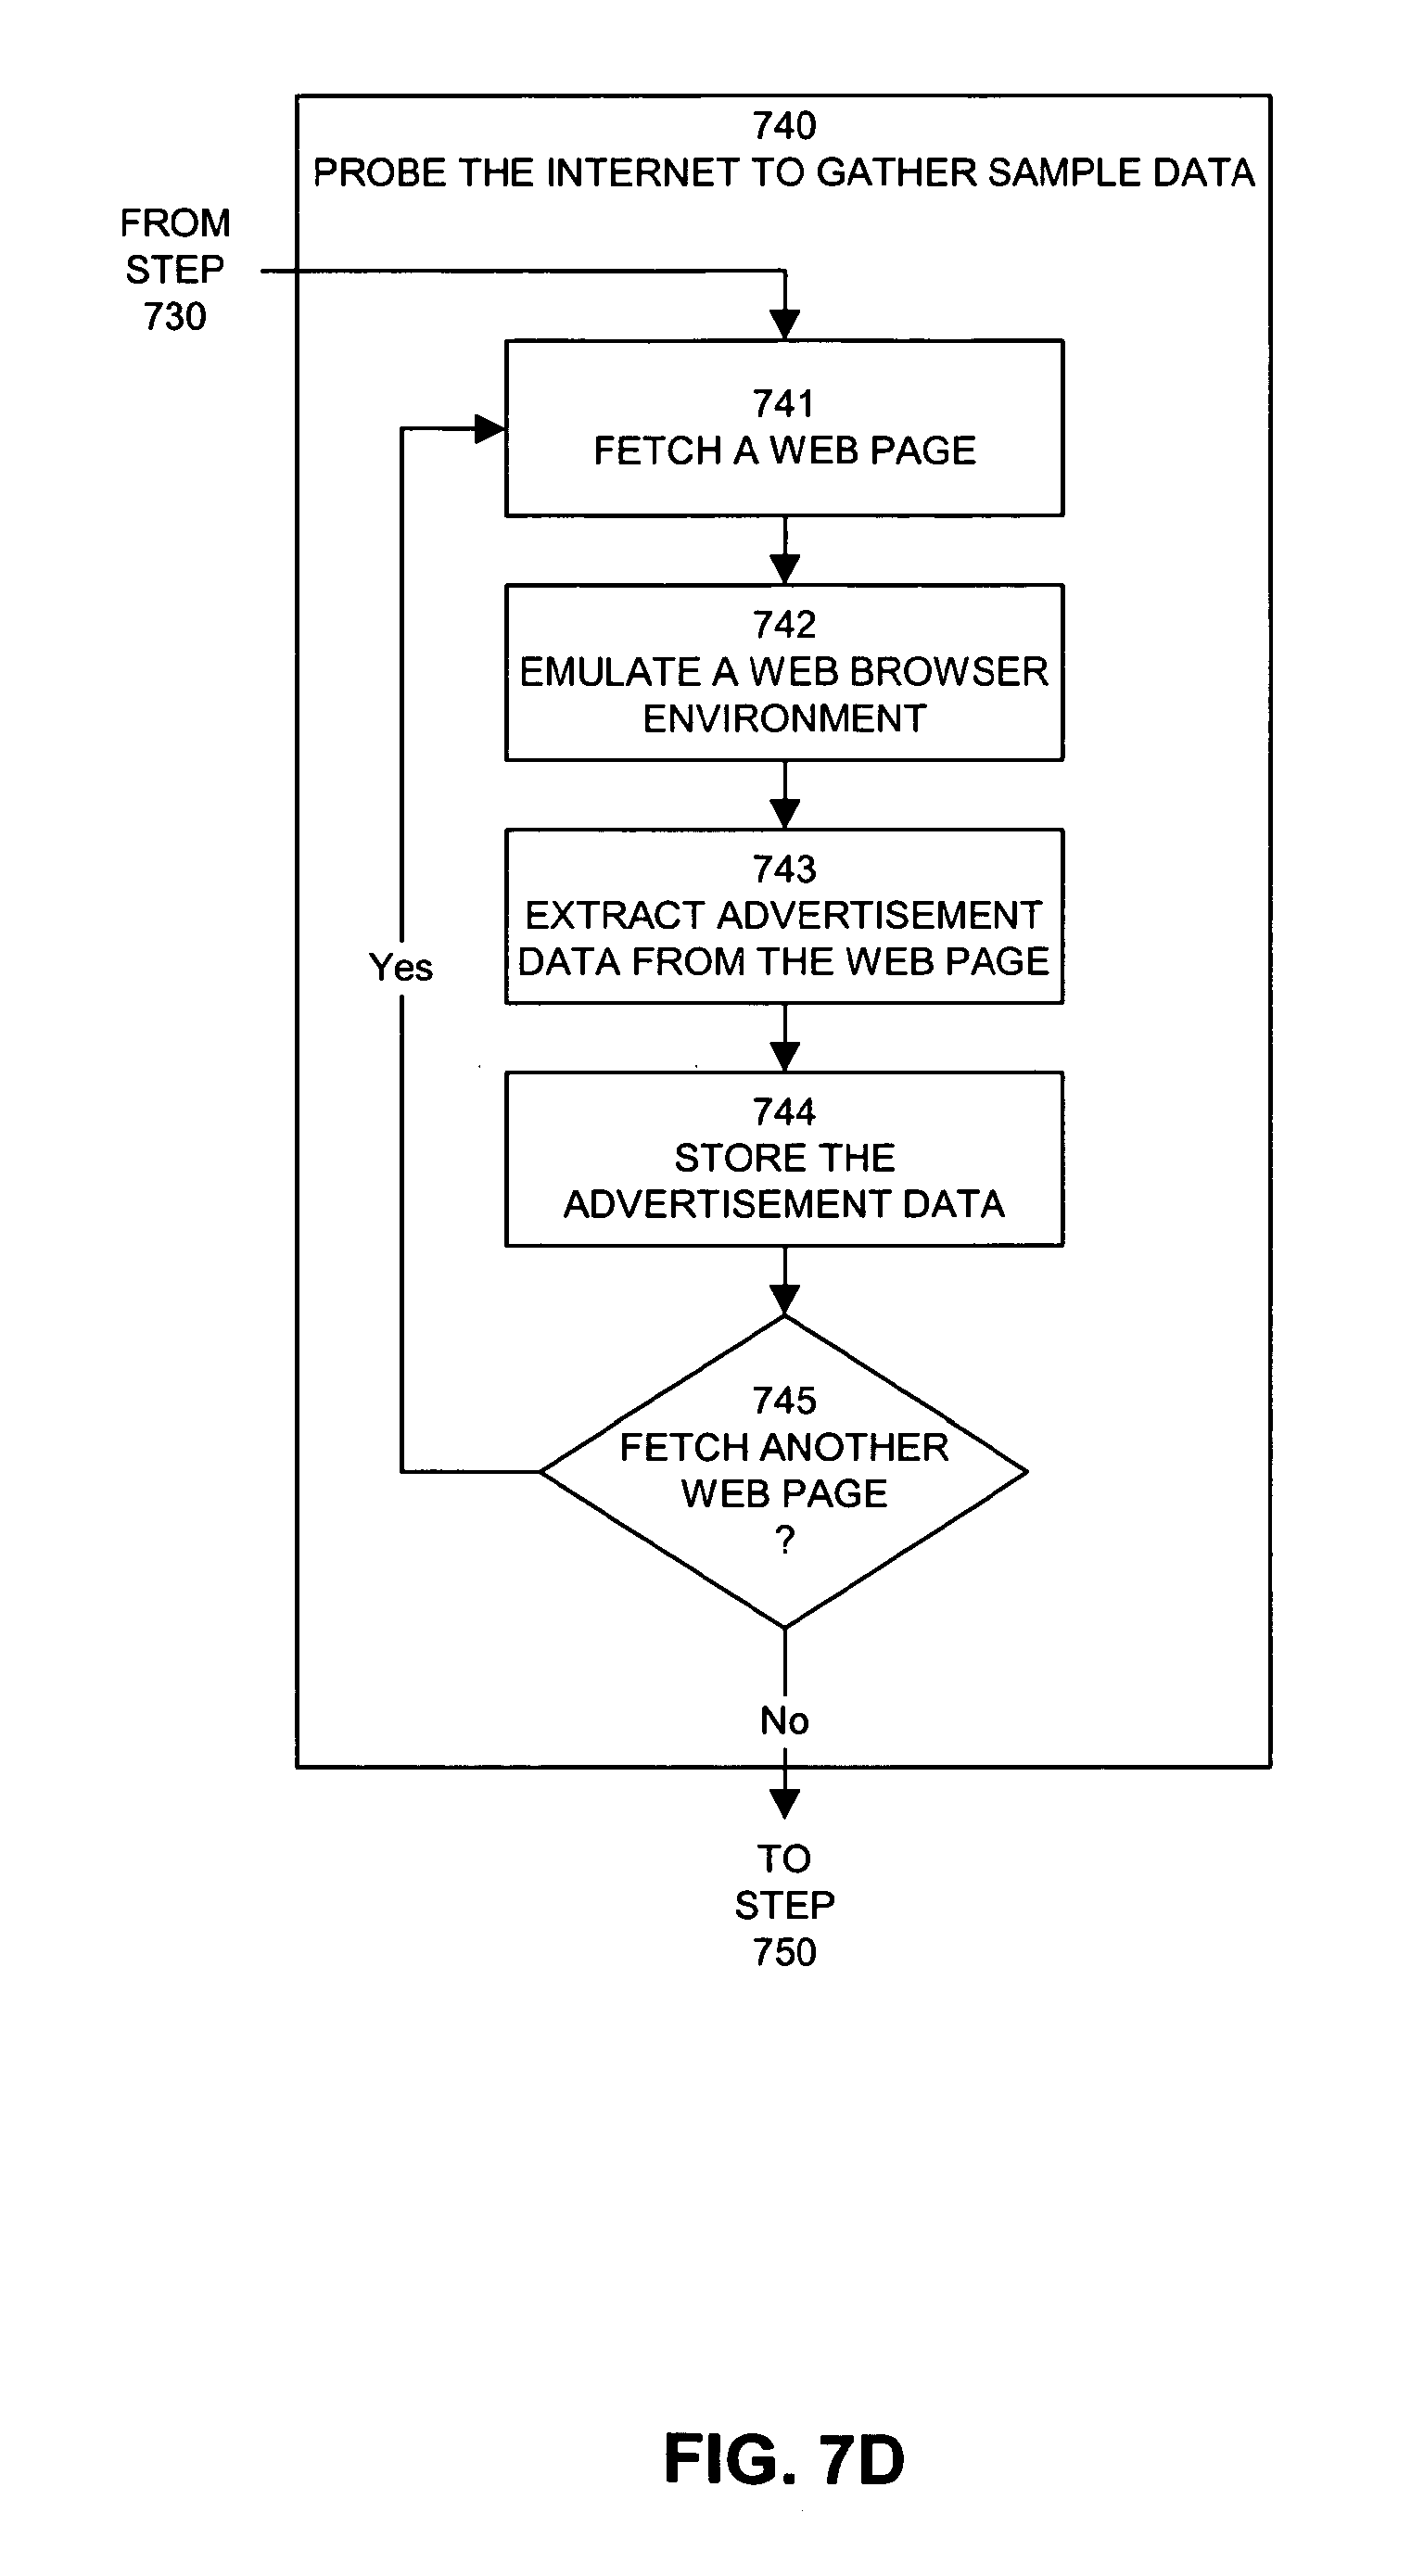 740
PROBE THE INTERNET TO GATHER SAMPLE DATA
FROM
STEP
730
741
FETCH A WEB PAGE
742
EMULATE A WEB BROWSER
ENVIRONMENT
743
EXTRACT ADVERTISEMENT
DATA FROM THE WEB PAGE
Yes
744
STORE THE
ADVERTISEMENT DATA
745
FETCH ANOTHER
WEB PAGE
?
No
TO
STEP
750
FIG. 7D